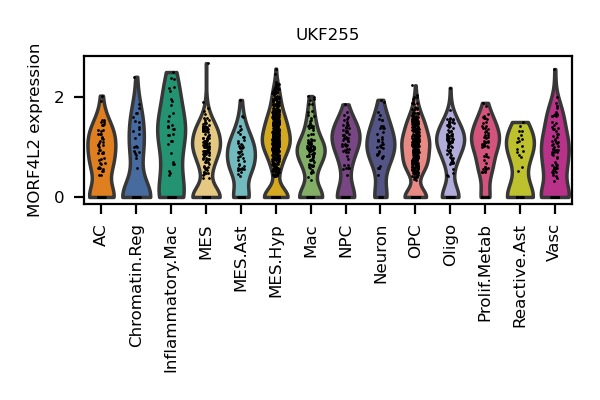 UKF255
MORF4L2 expression
2
0
AC
Chromatin.Reg
Inflammatory.Mac
MES
MES.Ast
MES.Hyp
Mac
NPC
Neuron
OPC
Oligo
Prolif.Metab
Reactive.Ast
Vasc